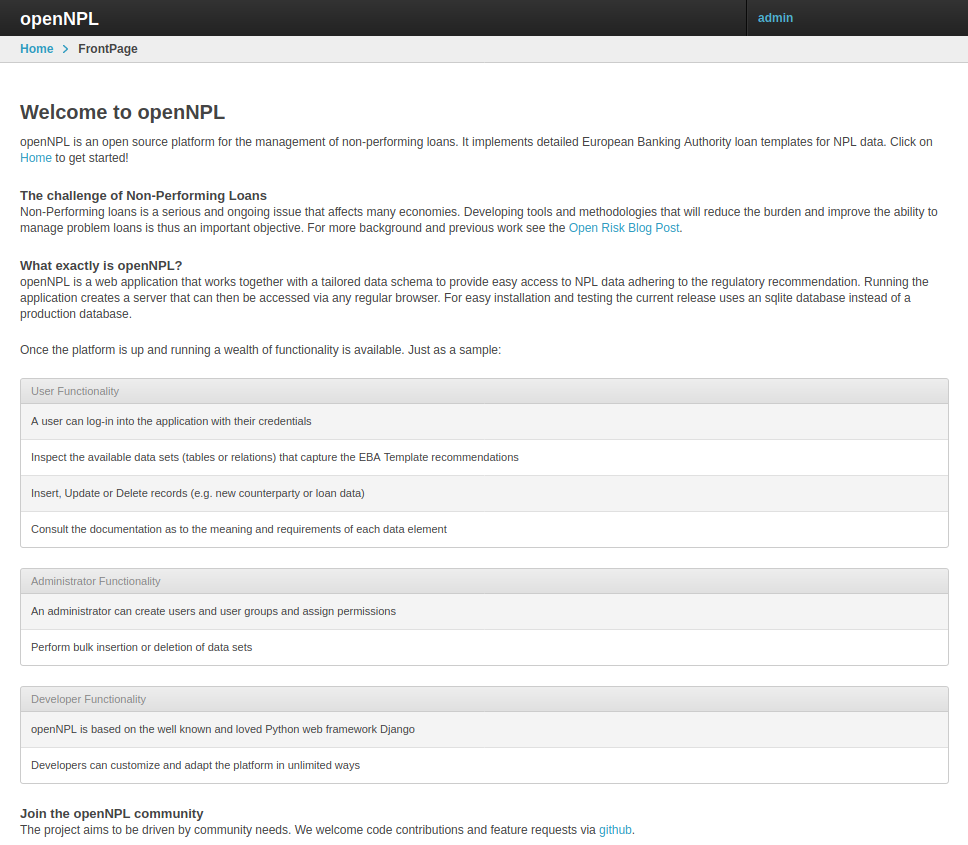 openNPL
admin
Home > FrontPage
Welcome to openNPL
openNPL is an open source platform for the management of non-performing loans. It implements detailed European Banking Authority loan templates for NPL data. Click on
Home to get started!
The challenge of Non-Performing Loans
Non-Performing loans is a serious and ongoing issue that affects many economies. Developing tools and methodologies that will reduce the burden and improve the ability to
manage problem loans is thus an important objective. For more background and previous work see the Open Risk Blog Post.
What exactly is openNPL?
openNPL is a web application that works together with a tailored data schema to provide easy access to NPL data adhering to the regulatory recommendation. Running the
application creates a server that can then be accessed via any regular browser. For easy installation and testing the current release uses an sqlite database instead of a
production database.
Once the platform is up and running a wealth of functionality is available. Just as a sample:
User Functionality
A user can log-in into the application with their credentials
Inspect the available data sets (tables or relations) that capture the EBA Template recommendations
Insert, Update or Delete records (e.g. new counterparty or loan data)
Consult the documentation as to the meaning and requirements of each data element
Administrator Functionality
An administrator can create users and user groups and assign permissions
Perform bulk insertion or deletion of data sets
Developer Functionality
openNPL is based on the well known and loved Python web framework Django
Developers can customize and adapt the platform in unlimited ways
Join the openNPL community
The project aims to be driven by community needs. We welcome code contributions and feature requests via github.